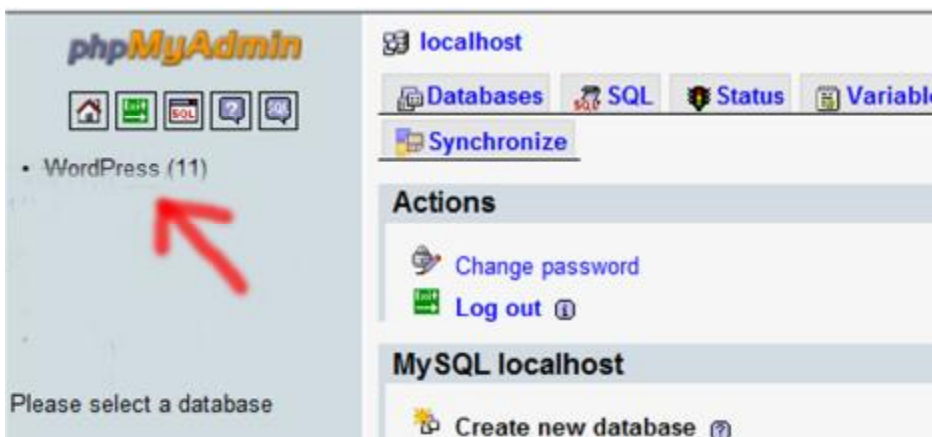 phpMyAdmin
• WordPress (11)
Please select a database
localhost
Databases SQL Status Variable
Synchronize
Actions
Change password
Log out
MySQL localhost
Create new database